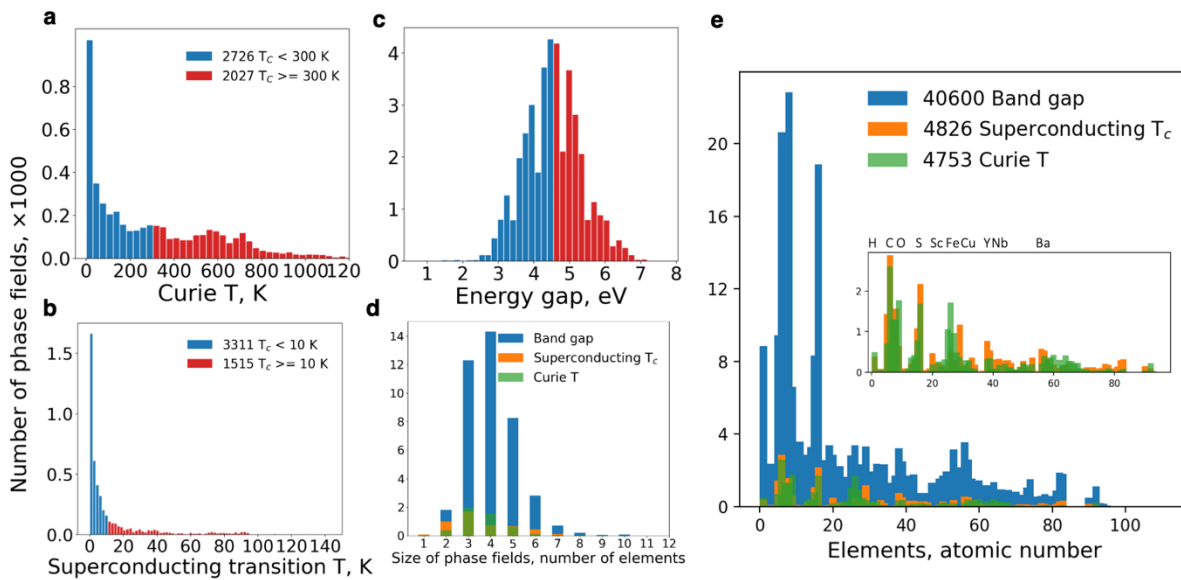 a
2726 T_C < 300 K
2027 T_C >= 300 K
0.8
0.6
0.4
0.2
0.0
0 200 400 600 800 1000 120
Curie T, K
Number of phase fields, ×1000
b
3311 T_C < 10 K
1515 T_C >= 10 K
1.5
1.0
0.5
0.0
0 20 40 60 80 100 120 140
Superconducting transition T, K
c
4
3
2
1
0
1 2 3 4 5 6 7 8
Energy gap, eV
d
Band gap
Superconducting T_c
Curie T
14
12
10
8
6
4
2
0
1 2 3 4 5 6 7 8 9 10 11 12
Size of phase fields, number of elements
e
40600 Band gap
4826 Superconducting T_c
4753 Curie T
20
16
12
8
4
0
H C O S Sc Fe Cu Y Nb Ba
2
1
0
0 20 40 60 80
0 20 40 60 80 100
Elements, atomic number